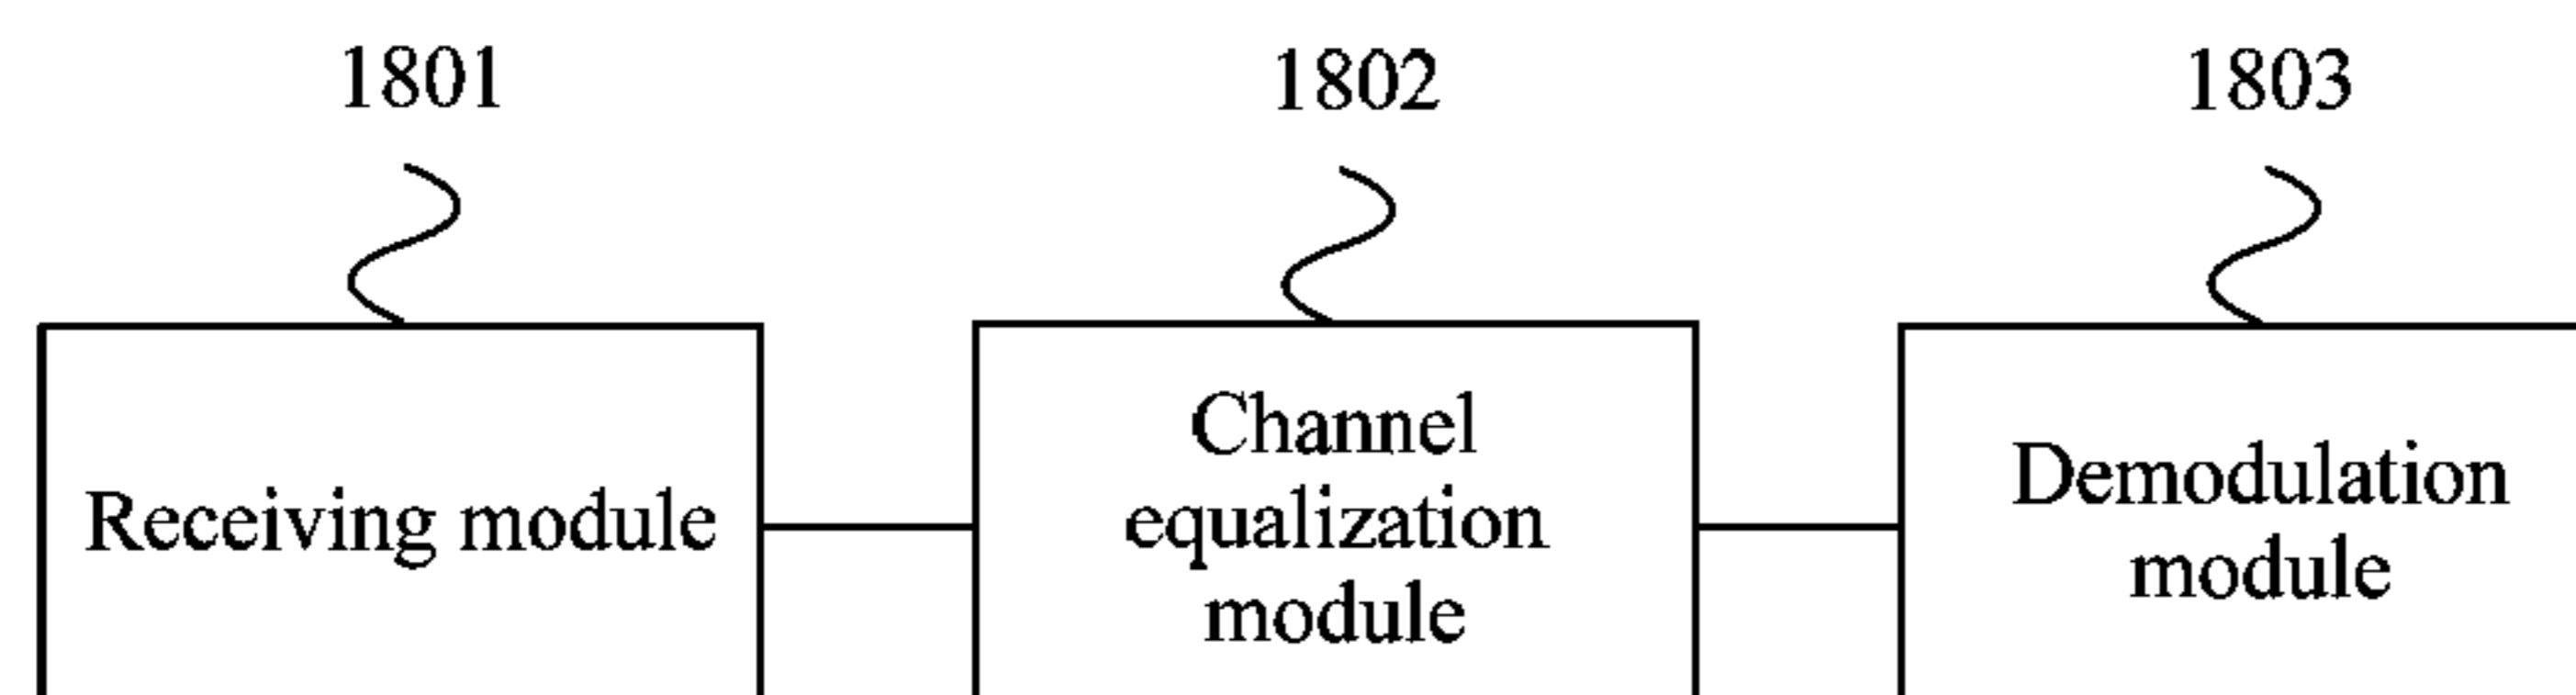 1801
1802
1803
Receiving module
Channel
equalization
module
Demodulation
module